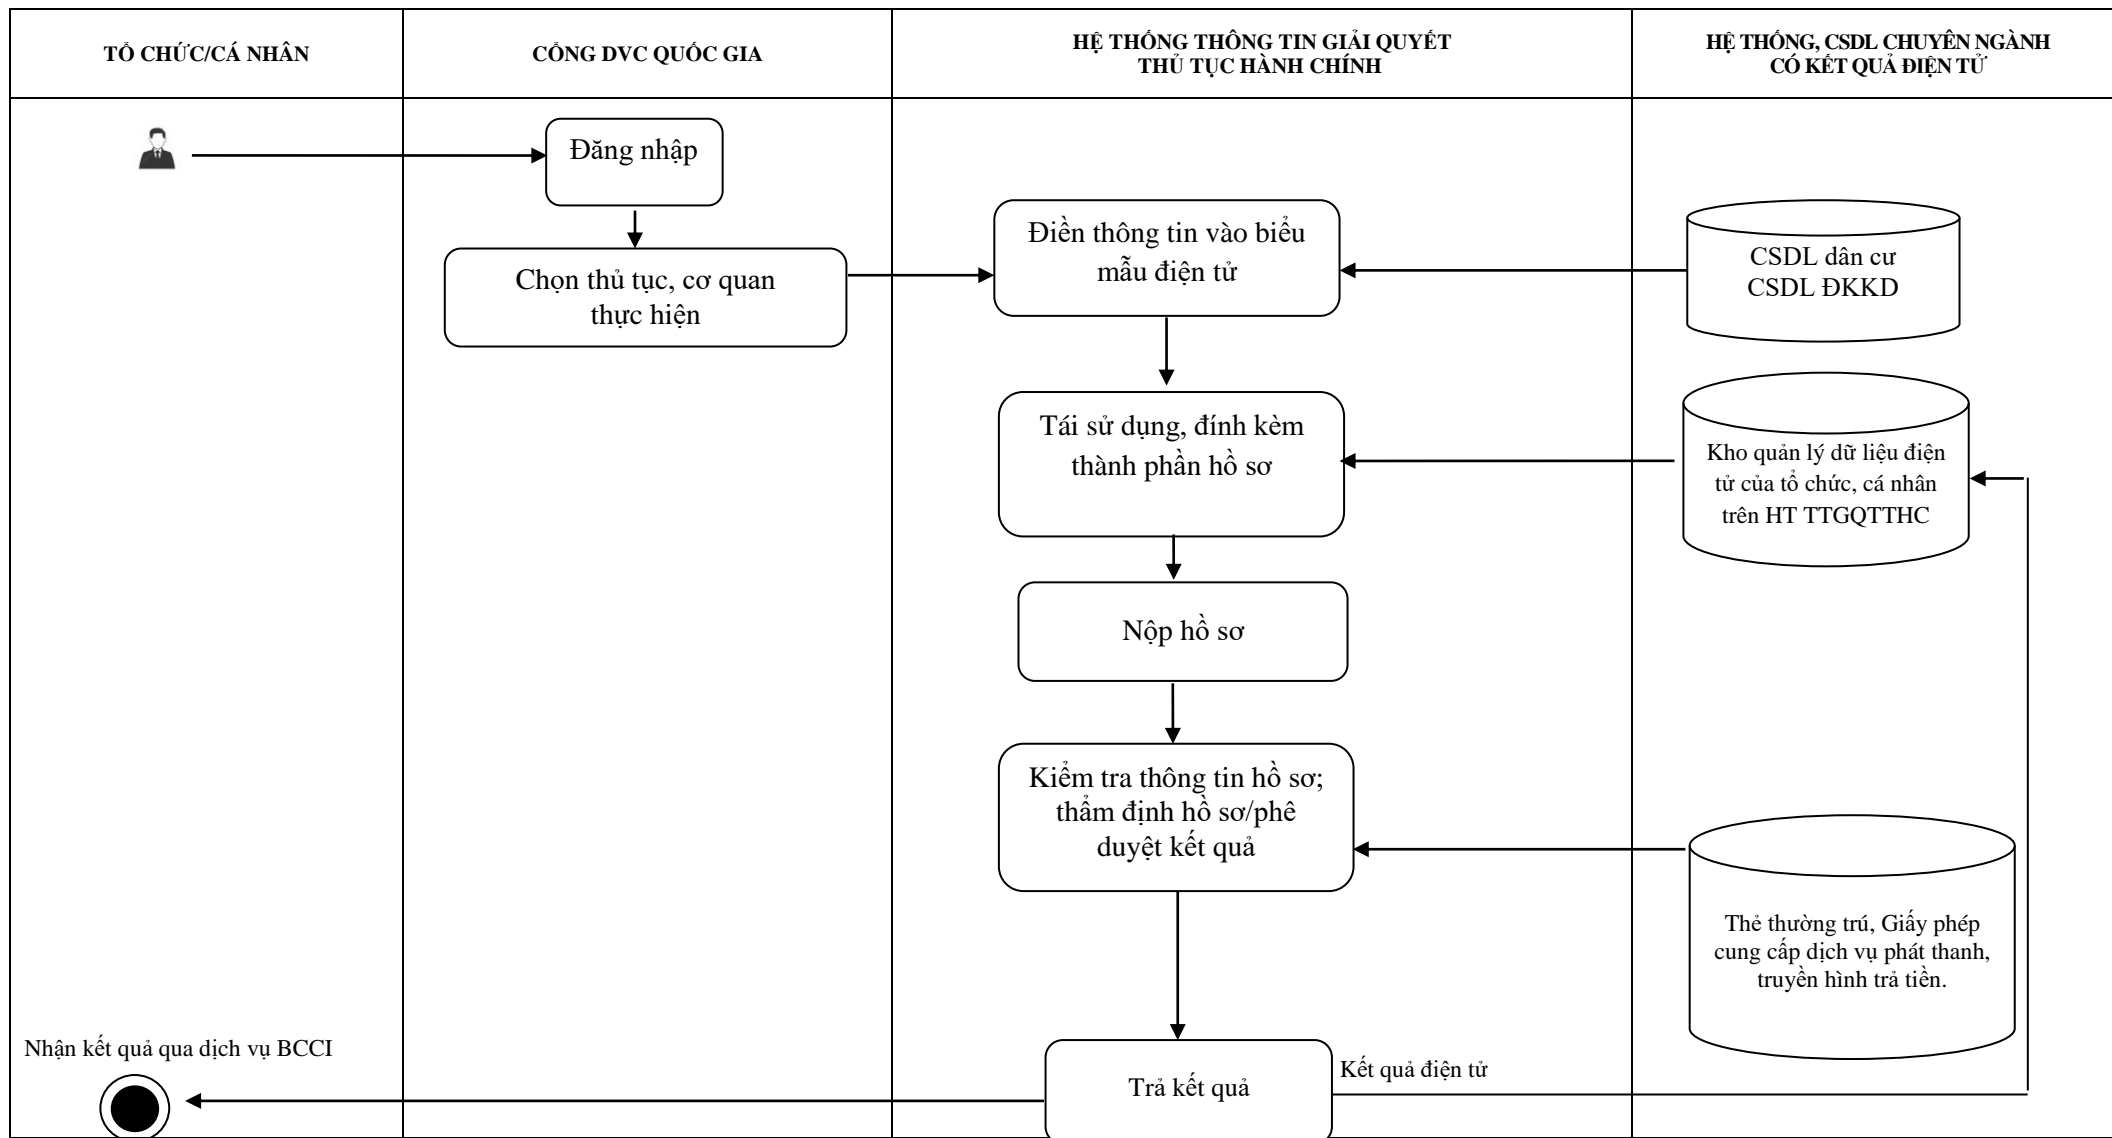 TỔ CHỨC/CÁ NHÂN
CỔNG DVC QUỐC GIA
HỆ THỐNG THÔNG TIN GIẢI QUYẾT
THỦ TỤC HÀNH CHÍNH
HỆ THỐNG, CSDL CHUYÊN NGÀNH
CÓ KẾT QUẢ ĐIỆN TỬ
Đăng nhập
Chọn thủ tục, cơ quan
thực hiện
Điền thông tin vào biểu
mẫu điện tử
CSDL dân cư
CSDL ĐKKD
Tái sử dụng, đính kèm
thành phần hồ sơ
Kho quản lý dữ liệu điện
tử của tổ chức, cá nhân
trên HT TTGQTTHC
Nộp hồ sơ
Kiểm tra thông tin hồ sơ;
thẩm định hồ sơ/phê
duyệt kết quả
Thẻ thường trú, Giấy phép
cung cấp dịch vụ phát thanh,
truyền hình trả tiền.
Nhận kết quả qua dịch vụ BCCI
Trả kết quả
Kết quả điện tử